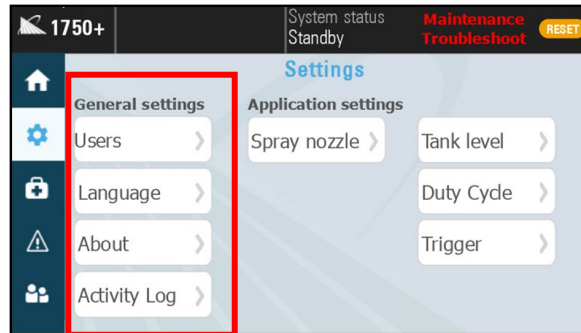 1750+
System status
Standby
Maintenance
Troubleshoot
RESET
Settings
General settings
Users
Language
About
Activity Log
Application settings
Spray nozzle
Tank level
Duty Cycle
Trigger